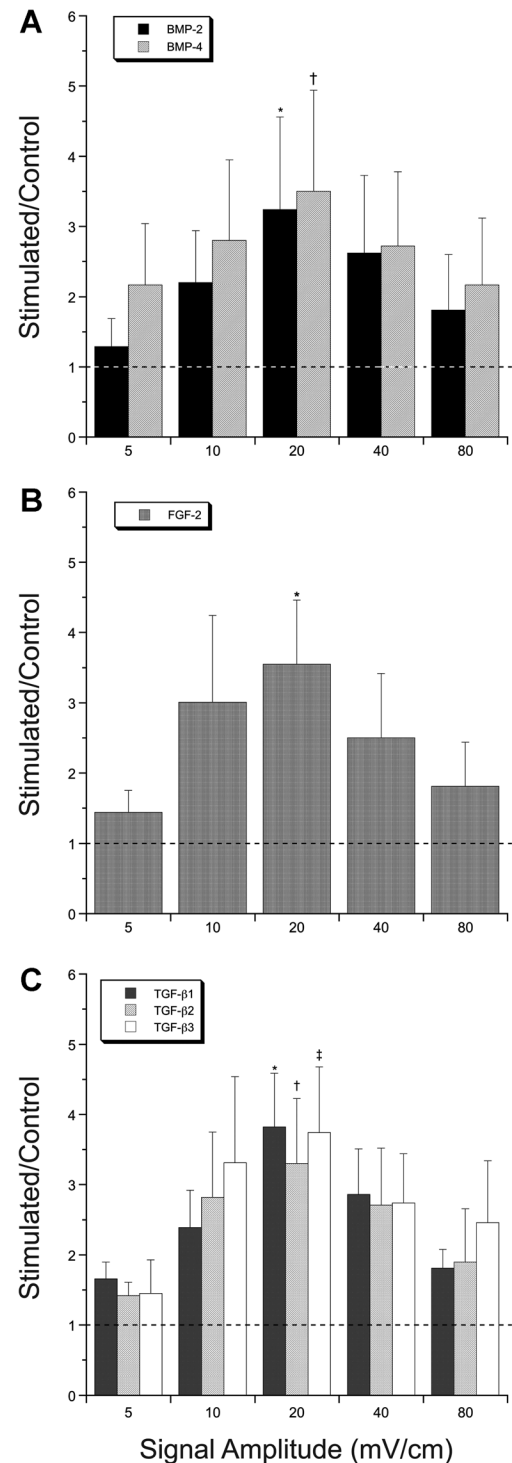 A
BMP-2
BMP-4
Stimulated/Control
6
5
4
3
2
1
0
*
†
5 10 20 40 80
B
FGF-2
Stimulated/Control
6
5
4
3
2
1
0
*
5 10 20 40 80
C
TGF-β1
TGF-β2
TGF-β3
Stimulated/Control
6
5
4
3
2
1
0
*
†
‡
5 10 20 40 80
Signal Amplitude (mV/cm)